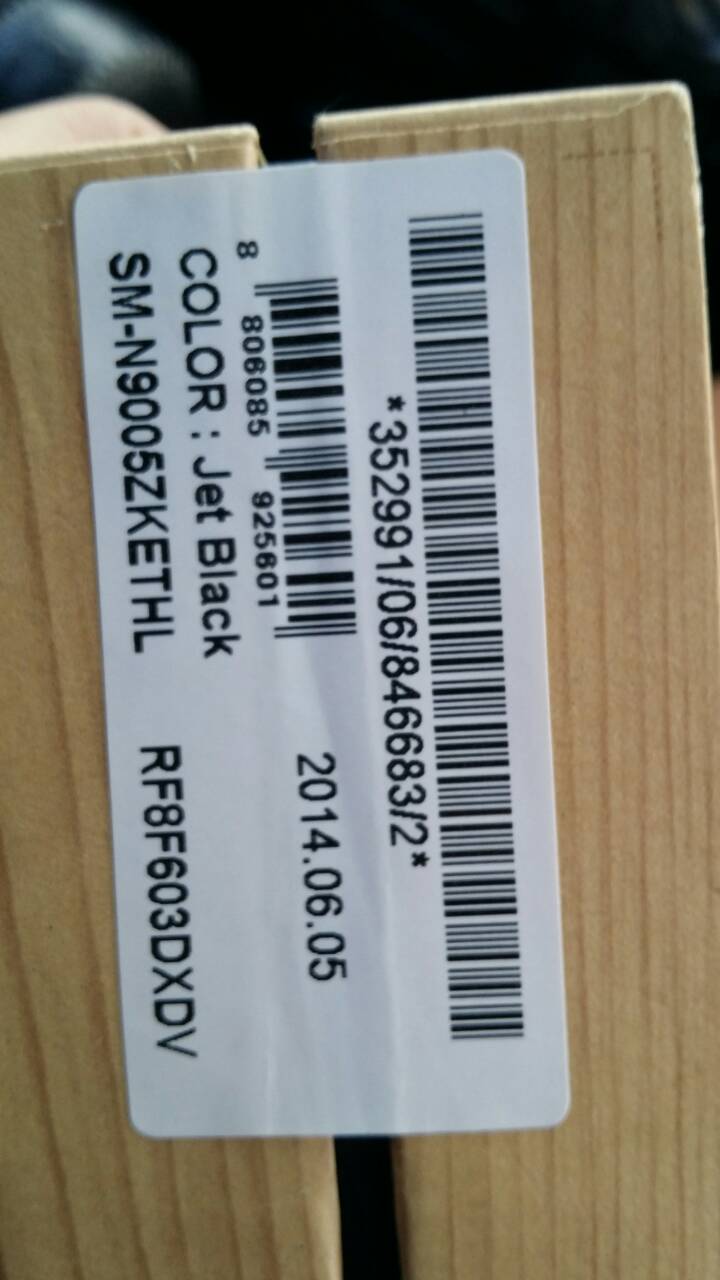 *352991/06/846683/2*
8 806085 925601
2014.06.05
COLOR : Jet Black
SM-N9005ZKETHL RF8F603DXDV